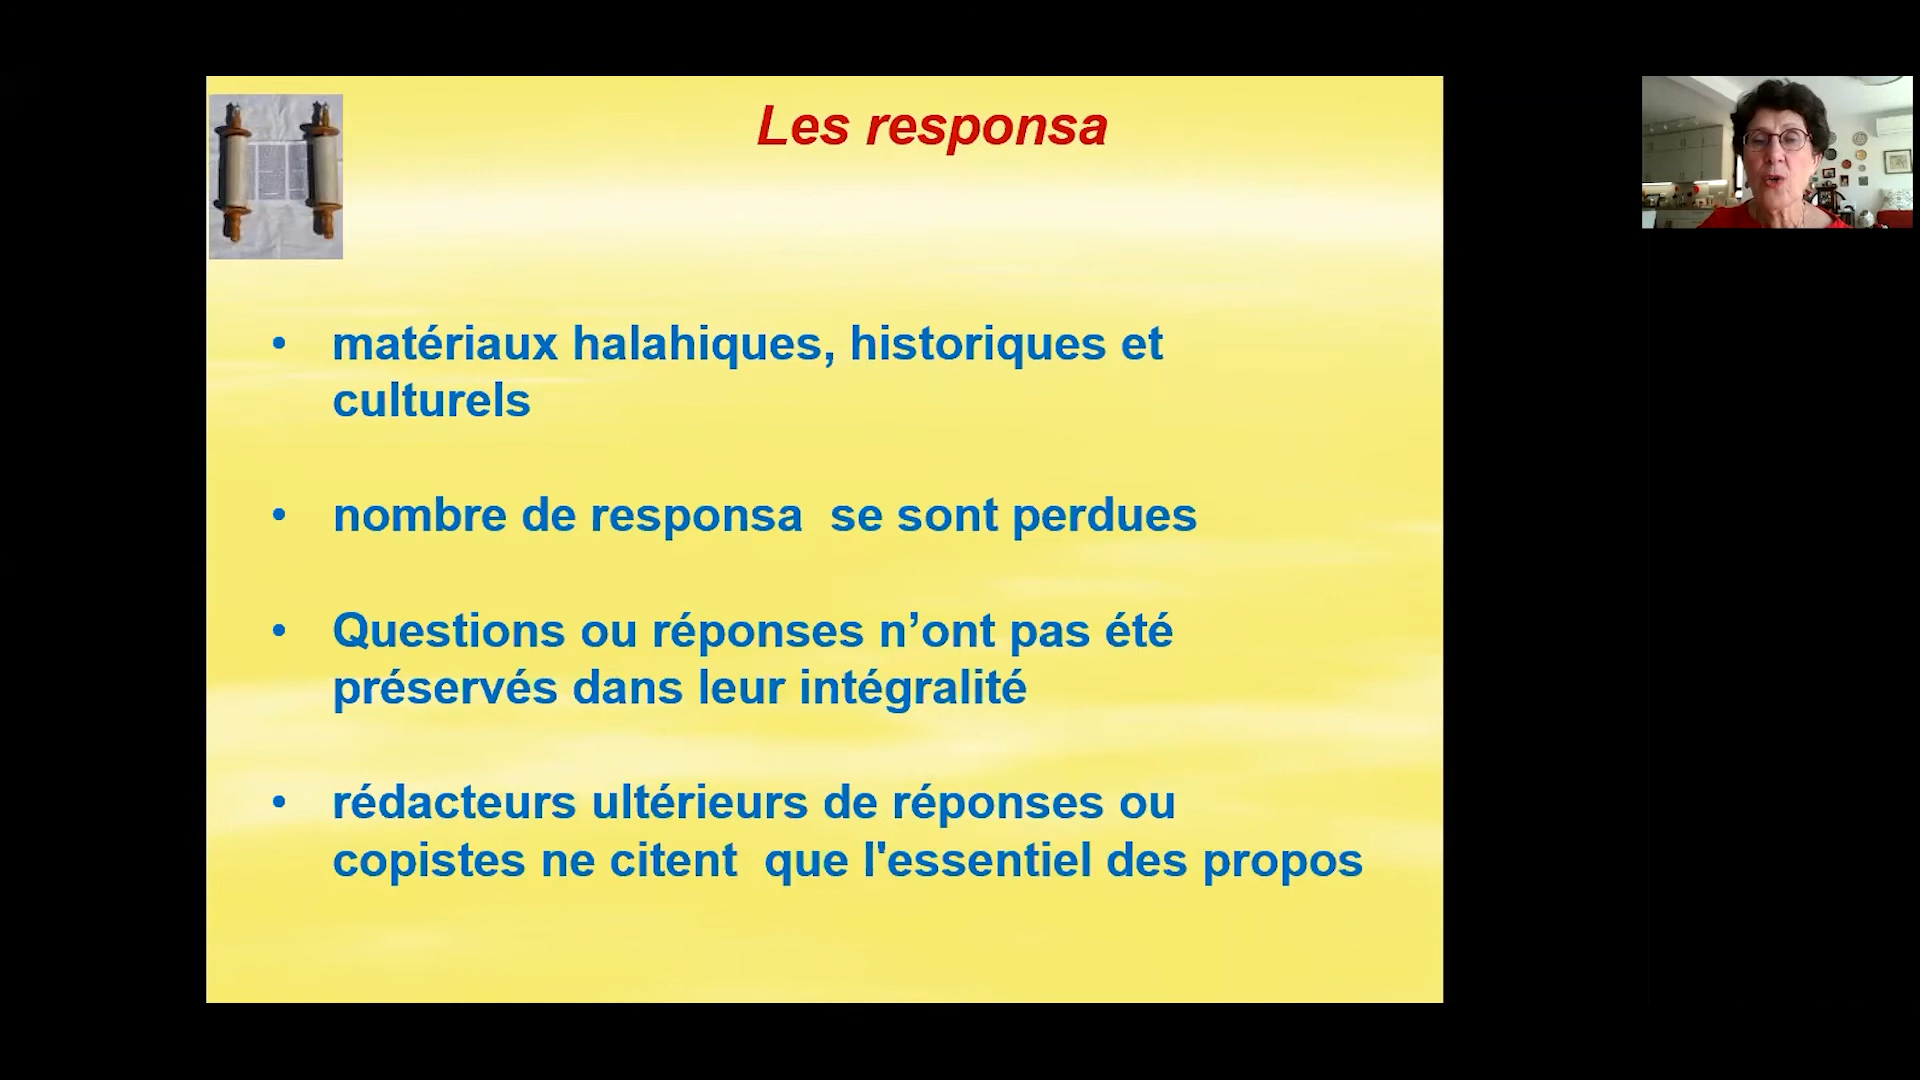 Les responsa
• matériaux halahiques, historiques et
culturels
• nombre de responsa se sont perdues
• Questions ou réponses n’ont pas été
préservés dans leur intégralité
• rédacteurs ultérieurs de réponses ou
copistes ne citent que l'essentiel des propos